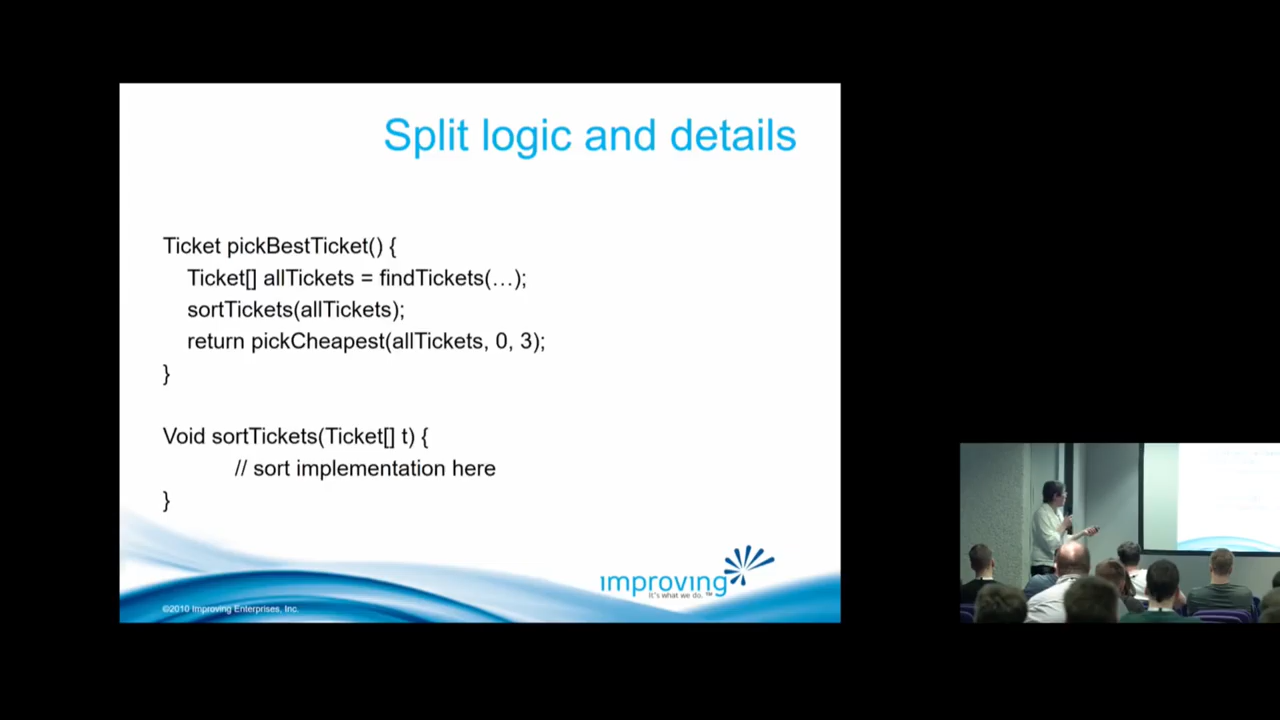 Split logic and details
Ticket pickBestTicket() {
Ticket[] allTickets = findTickets(…);
sortTickets(allTickets);
return pickCheapest(allTickets, 0, 3);
}
Void sortTickets(Ticket[] t) {
// sort implementation here
}
improving
It's what we do. ™
©2010 Improving Enterprises, Inc.